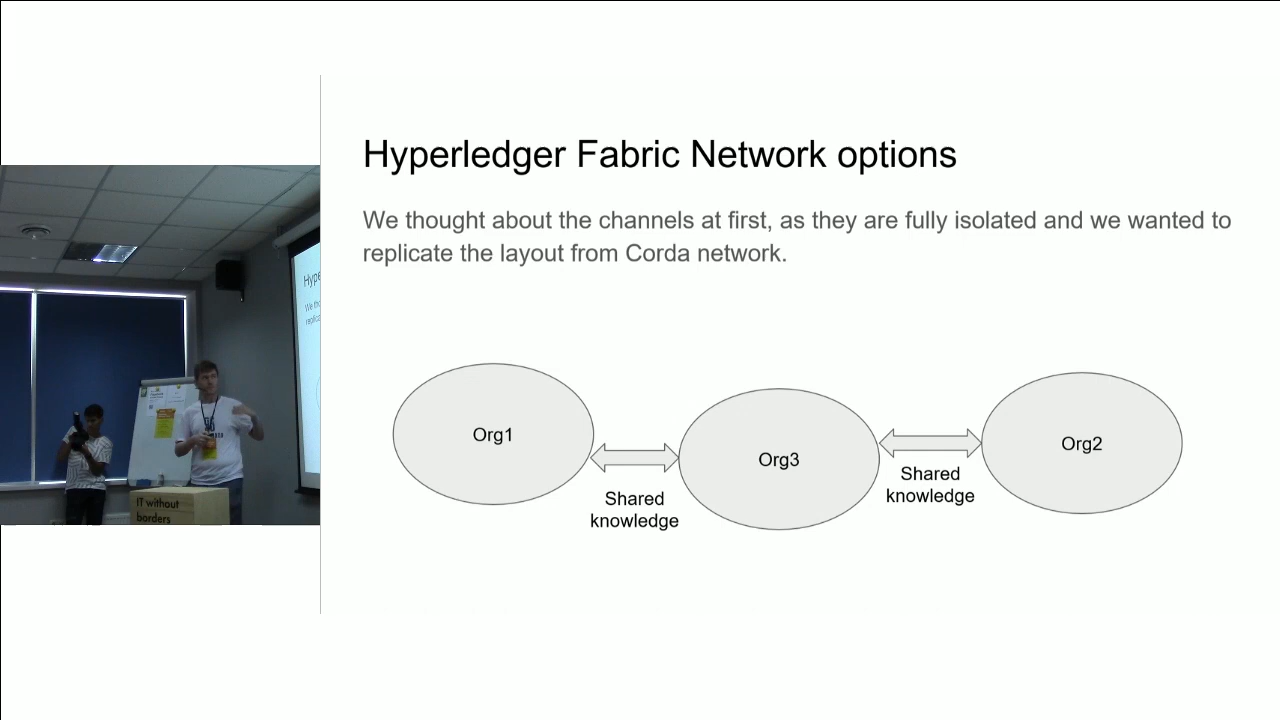 Hyperledger Fabric Network options
We thought about the channels at first, as they are fully isolated and we wanted to
replicate the layout from Corda network.
Org1
Org3
Org2
Shared
knowledge
Shared
knowledge
IT without
borders